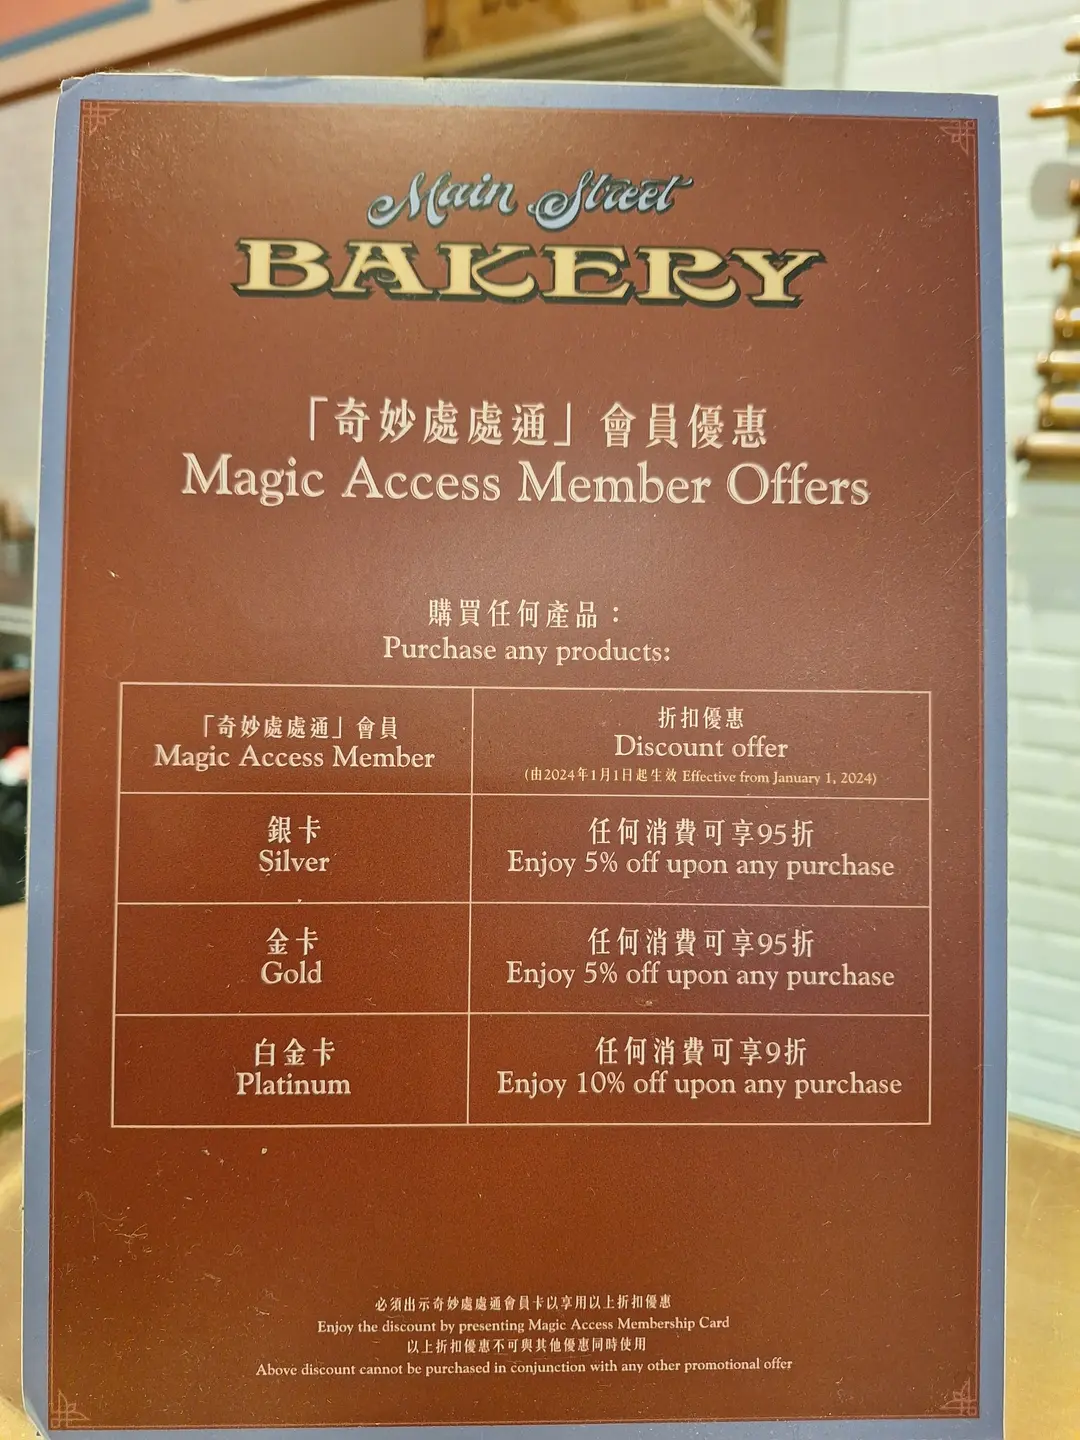 Main Street
BAKERY
「奇妙處處通」會員優惠
Magic Access Member Offers
購買任何產品：
Purchase any products:
「奇妙處處通」會員
Magic Access Member
折扣優惠
Discount offer
(由2024年1月1日起生效 Effective from January 1, 2024)
銀卡
Silver
任何消費可享95折
Enjoy 5% off upon any purchase
金卡
Gold
任何消費可享95折
Enjoy 5% off upon any purchase
白金卡
Platinum
任何消費可享9折
Enjoy 10% off upon any purchase
必須出示奇妙處處通會員卡以享用以上折扣優惠
Enjoy the discount by presenting Magic Access Membership Card
以上折扣優惠不可與其他優惠同時使用
Above discount cannot be purchased in conjunction with any other promotional offer